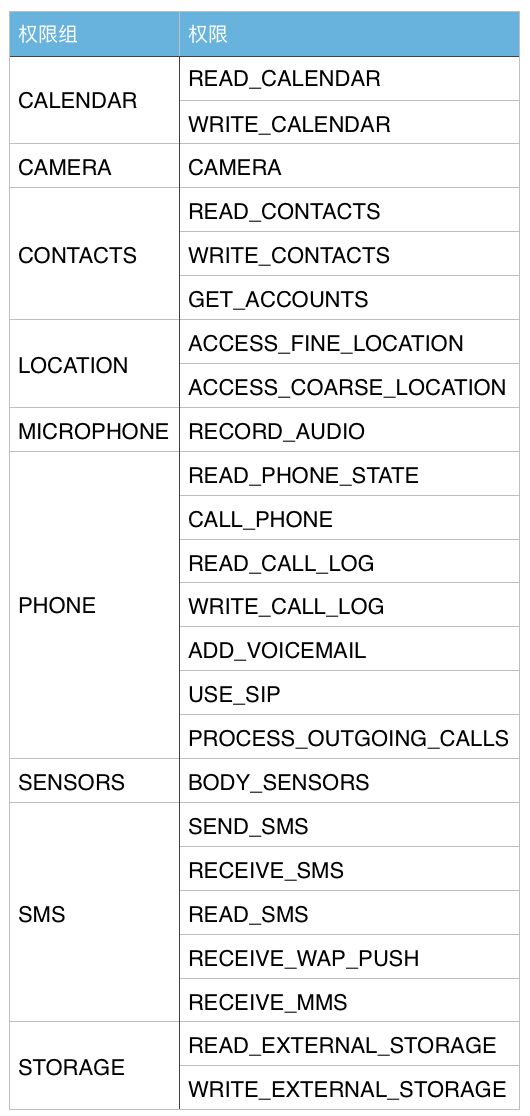 权限组 权限
CALENDAR READ_CALENDAR
WRITE_CALENDAR
CAMERA CAMERA
CONTACTS READ_CONTACTS
WRITE_CONTACTS
GET_ACCOUNTS
LOCATION ACCESS_FINE_LOCATION
ACCESS_COARSE_LOCATION
MICROPHONE RECORD_AUDIO
PHONE READ_PHONE_STATE
CALL_PHONE
READ_CALL_LOG
WRITE_CALL_LOG
ADD_VOICEMAIL
USE_SIP
PROCESS_OUTGOING_CALLS
SENSORS BODY_SENSORS
SMS SEND_SMS
RECEIVE_SMS
READ_SMS
RECEIVE_WAP_PUSH
RECEIVE_MMS
STORAGE READ_EXTERNAL_STORAGE
WRITE_EXTERNAL_STORAGE